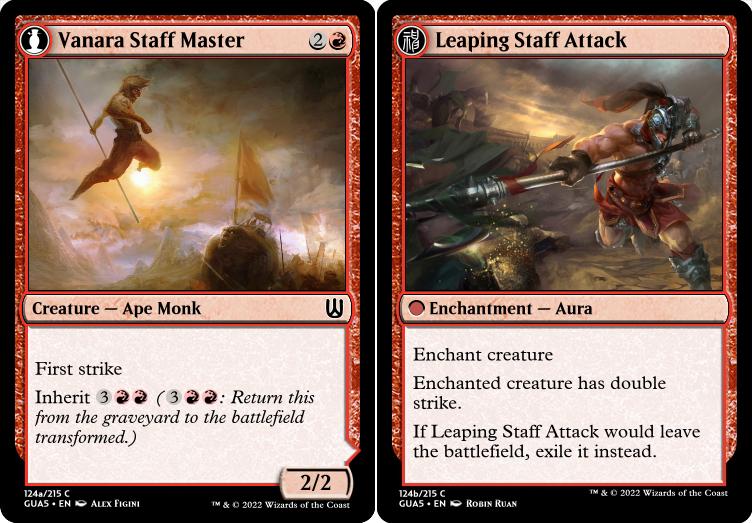 Vanara Staff Master 2
Creature — Ape Monk
First strike
Inherit 3 (3: Return this
from the graveyard to the battlefield
transformed.)
2/2
124a/215 C
GUA5 • EN Alex Figini
™ & © 2022 Wizards of the Coast
Leaping Staff Attack
Enchantment — Aura
Enchant creature
Enchanted creature has double
strike.
If Leaping Staff Attack would leave
the battlefield, exile it instead.
124b/215 C
GUA5 • EN Robin Ruan
™ & © 2022 Wizards of the Coast